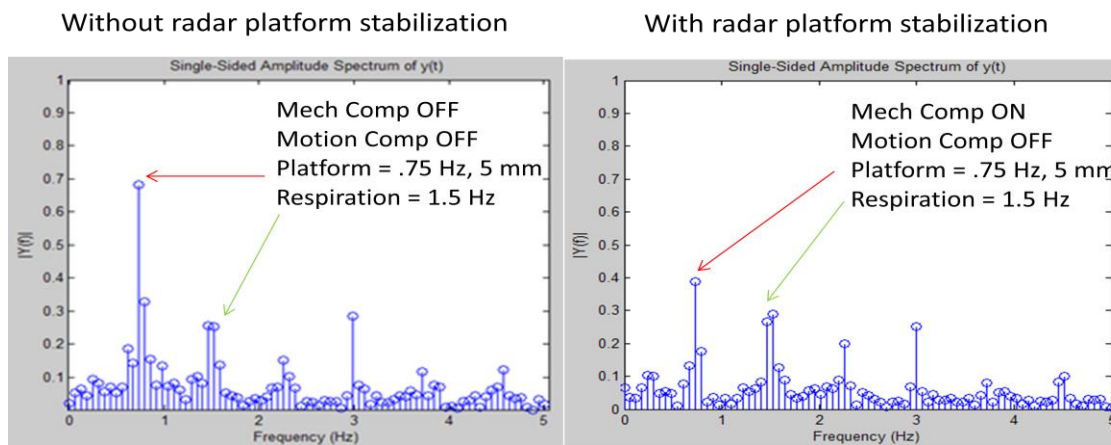 Without radar platform stabilization
Single-Sided Amplitude Spectrum of y(t)
1
0.9
0.8
0.7
0.6
0.5
0.4
0.3
0.2
0.1
|Y(f)|
Mech Comp OFF
Motion Comp OFF
Platform = .75 Hz, 5 mm
Respiration = 1.5 Hz
0 1 2 3 4 5
Frequency (Hz)
With radar platform stabilization
Single-Sided Amplitude Spectrum of y(t)
1
0.9
0.8
0.7
0.6
0.5
0.4
0.3
0.2
0.1
|Y(f)|
Mech Comp ON
Motion Comp OFF
Platform = .75 Hz, 5 mm
Respiration = 1.5 Hz
0 1 2 3 4 5
Frequency (Hz)